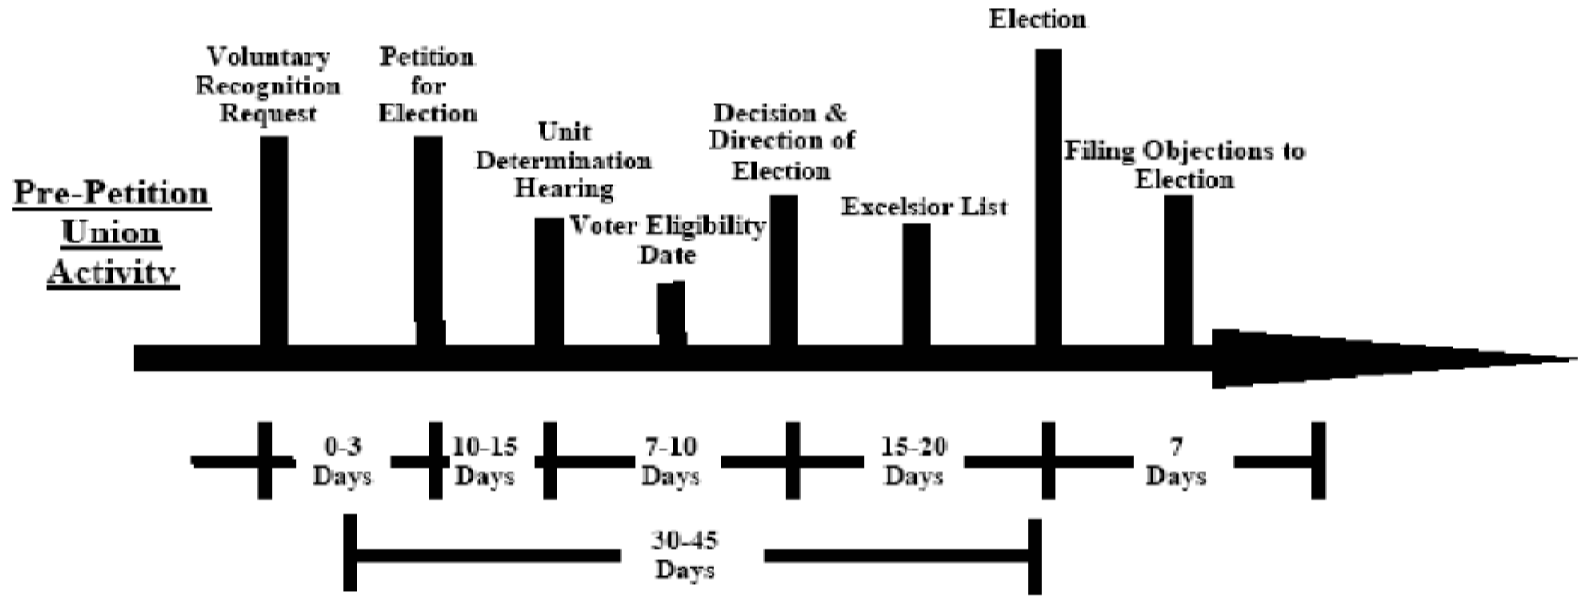 Pre-Petition
Union
Activity
Voluntary
Recognition
Request
Petition
for
Election
Unit
Determination
Hearing
Voter Eligibility
Date
Decision &
Direction of
Election
Excelsior List
Election
Filing Objections to
Election
0-3
Days
10-15
Days
7-10
Days
15-20
Days
7
Days
30-45
Days